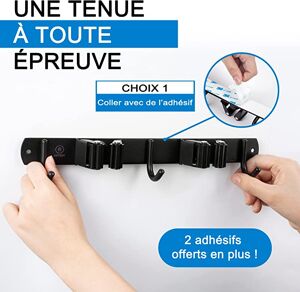 UNE TENUE
À TOUTE
ÉPREUVE
CHOIX 1
Coller avec de l'adhésif
2 adhésifs
offerts en plus !